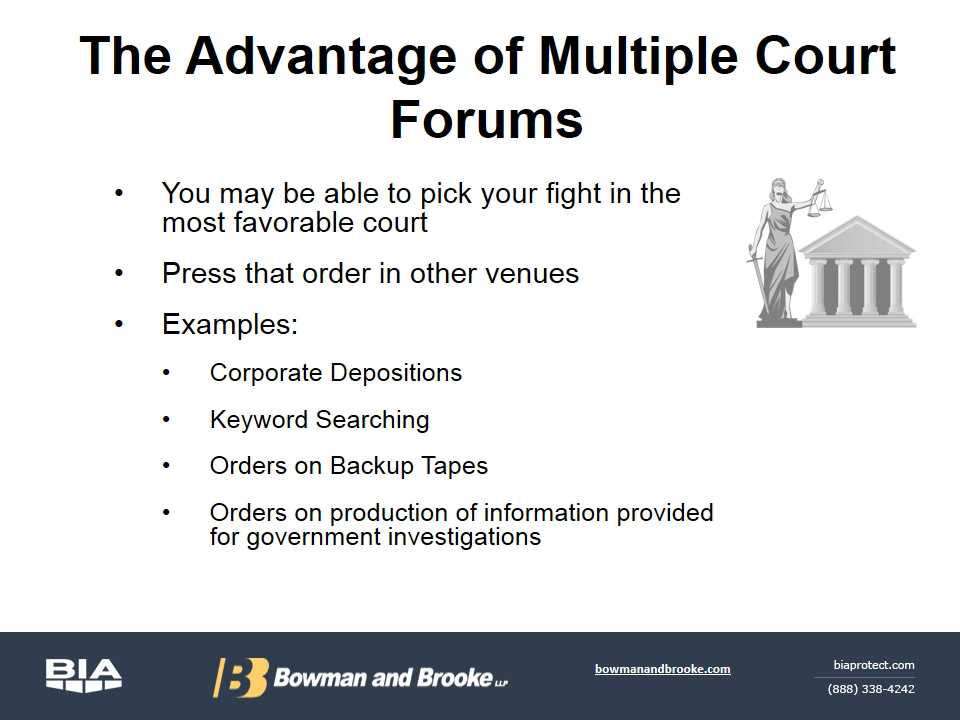 The Advantage of Multiple Court
Forums
• You may be able to pick your fight in the
most favorable court
• Press that order in other venues
• Examples:
• Corporate Depositions
• Keyword Searching
• Orders on Backup Tapes
• Orders on production of information provided
for government investigations
BIA
B Bowman and Brooke LLP
bowmanandbrooke.com
biaprotect.com
(888) 338-4242